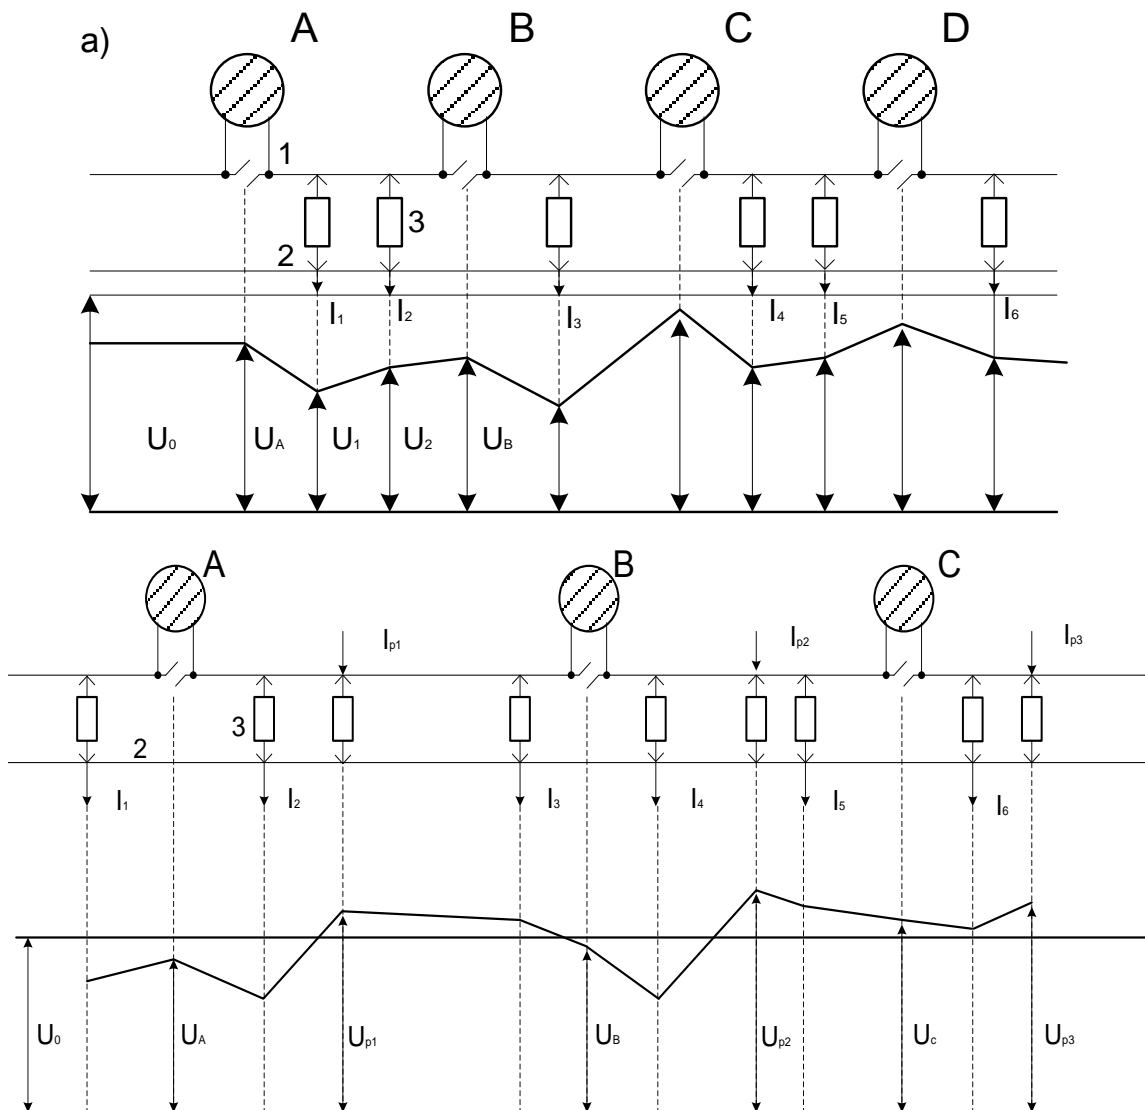 a) A B C D
1
3
2
I1 I2 I3 I4 I5 I6
U0 UA U1 U2 UB
A B C
Ip1 Ip2 Ip3
3
2
I1 I2 I3 I4 I5 I6
U0 UA Up1 UB Up2 Uc Up3